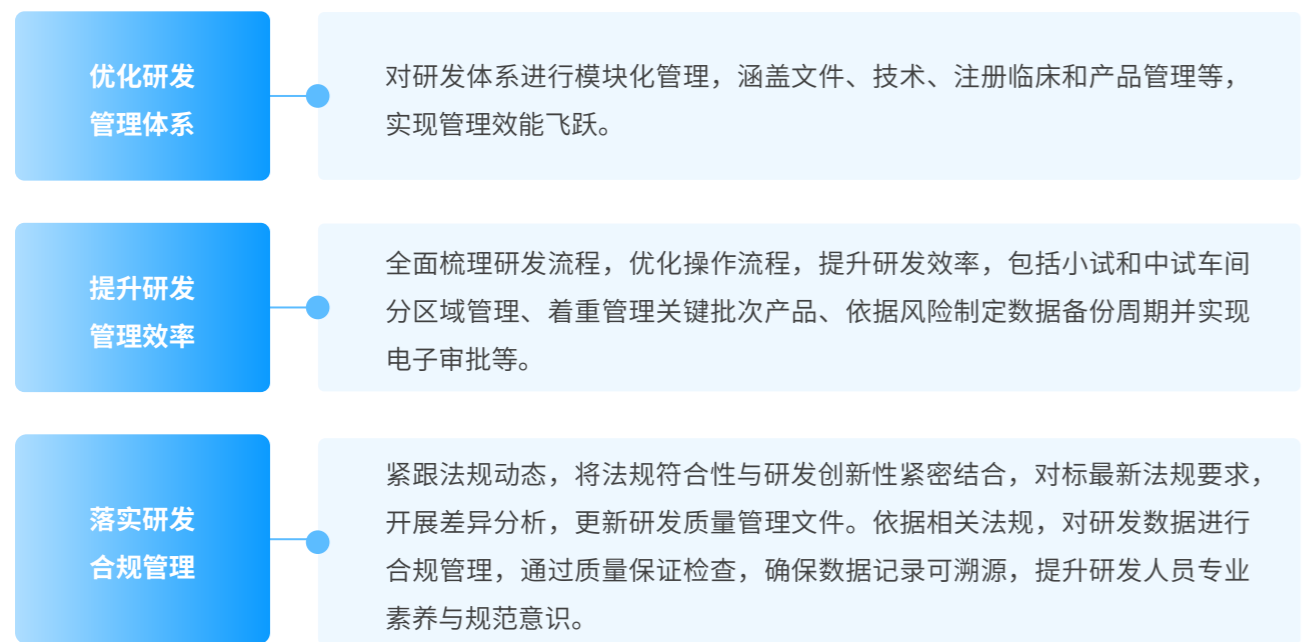 优化研发
管理体系
对研发体系进行模块化管理，涵盖文件、技术、注册临床和产品管理等，
实现管理效能飞跃。
提升研发
管理效率
全面梳理研发流程，优化操作流程，提升研发效率，包括小试和中试车间
分区域管理、着重管理关键批次产品、依据风险制定数据备份周期并实现
电子审批等。
落实研发
合规管理
紧跟法规动态，将法规符合性与研发创新性紧密结合，对标最新法规要求，
开展差异分析，更新研发质量管理文件。依据相关法规，对研发数据进行
合规管理，通过质量保证检查，确保数据记录可溯源，提升研发人员专业
素养与规范意识。